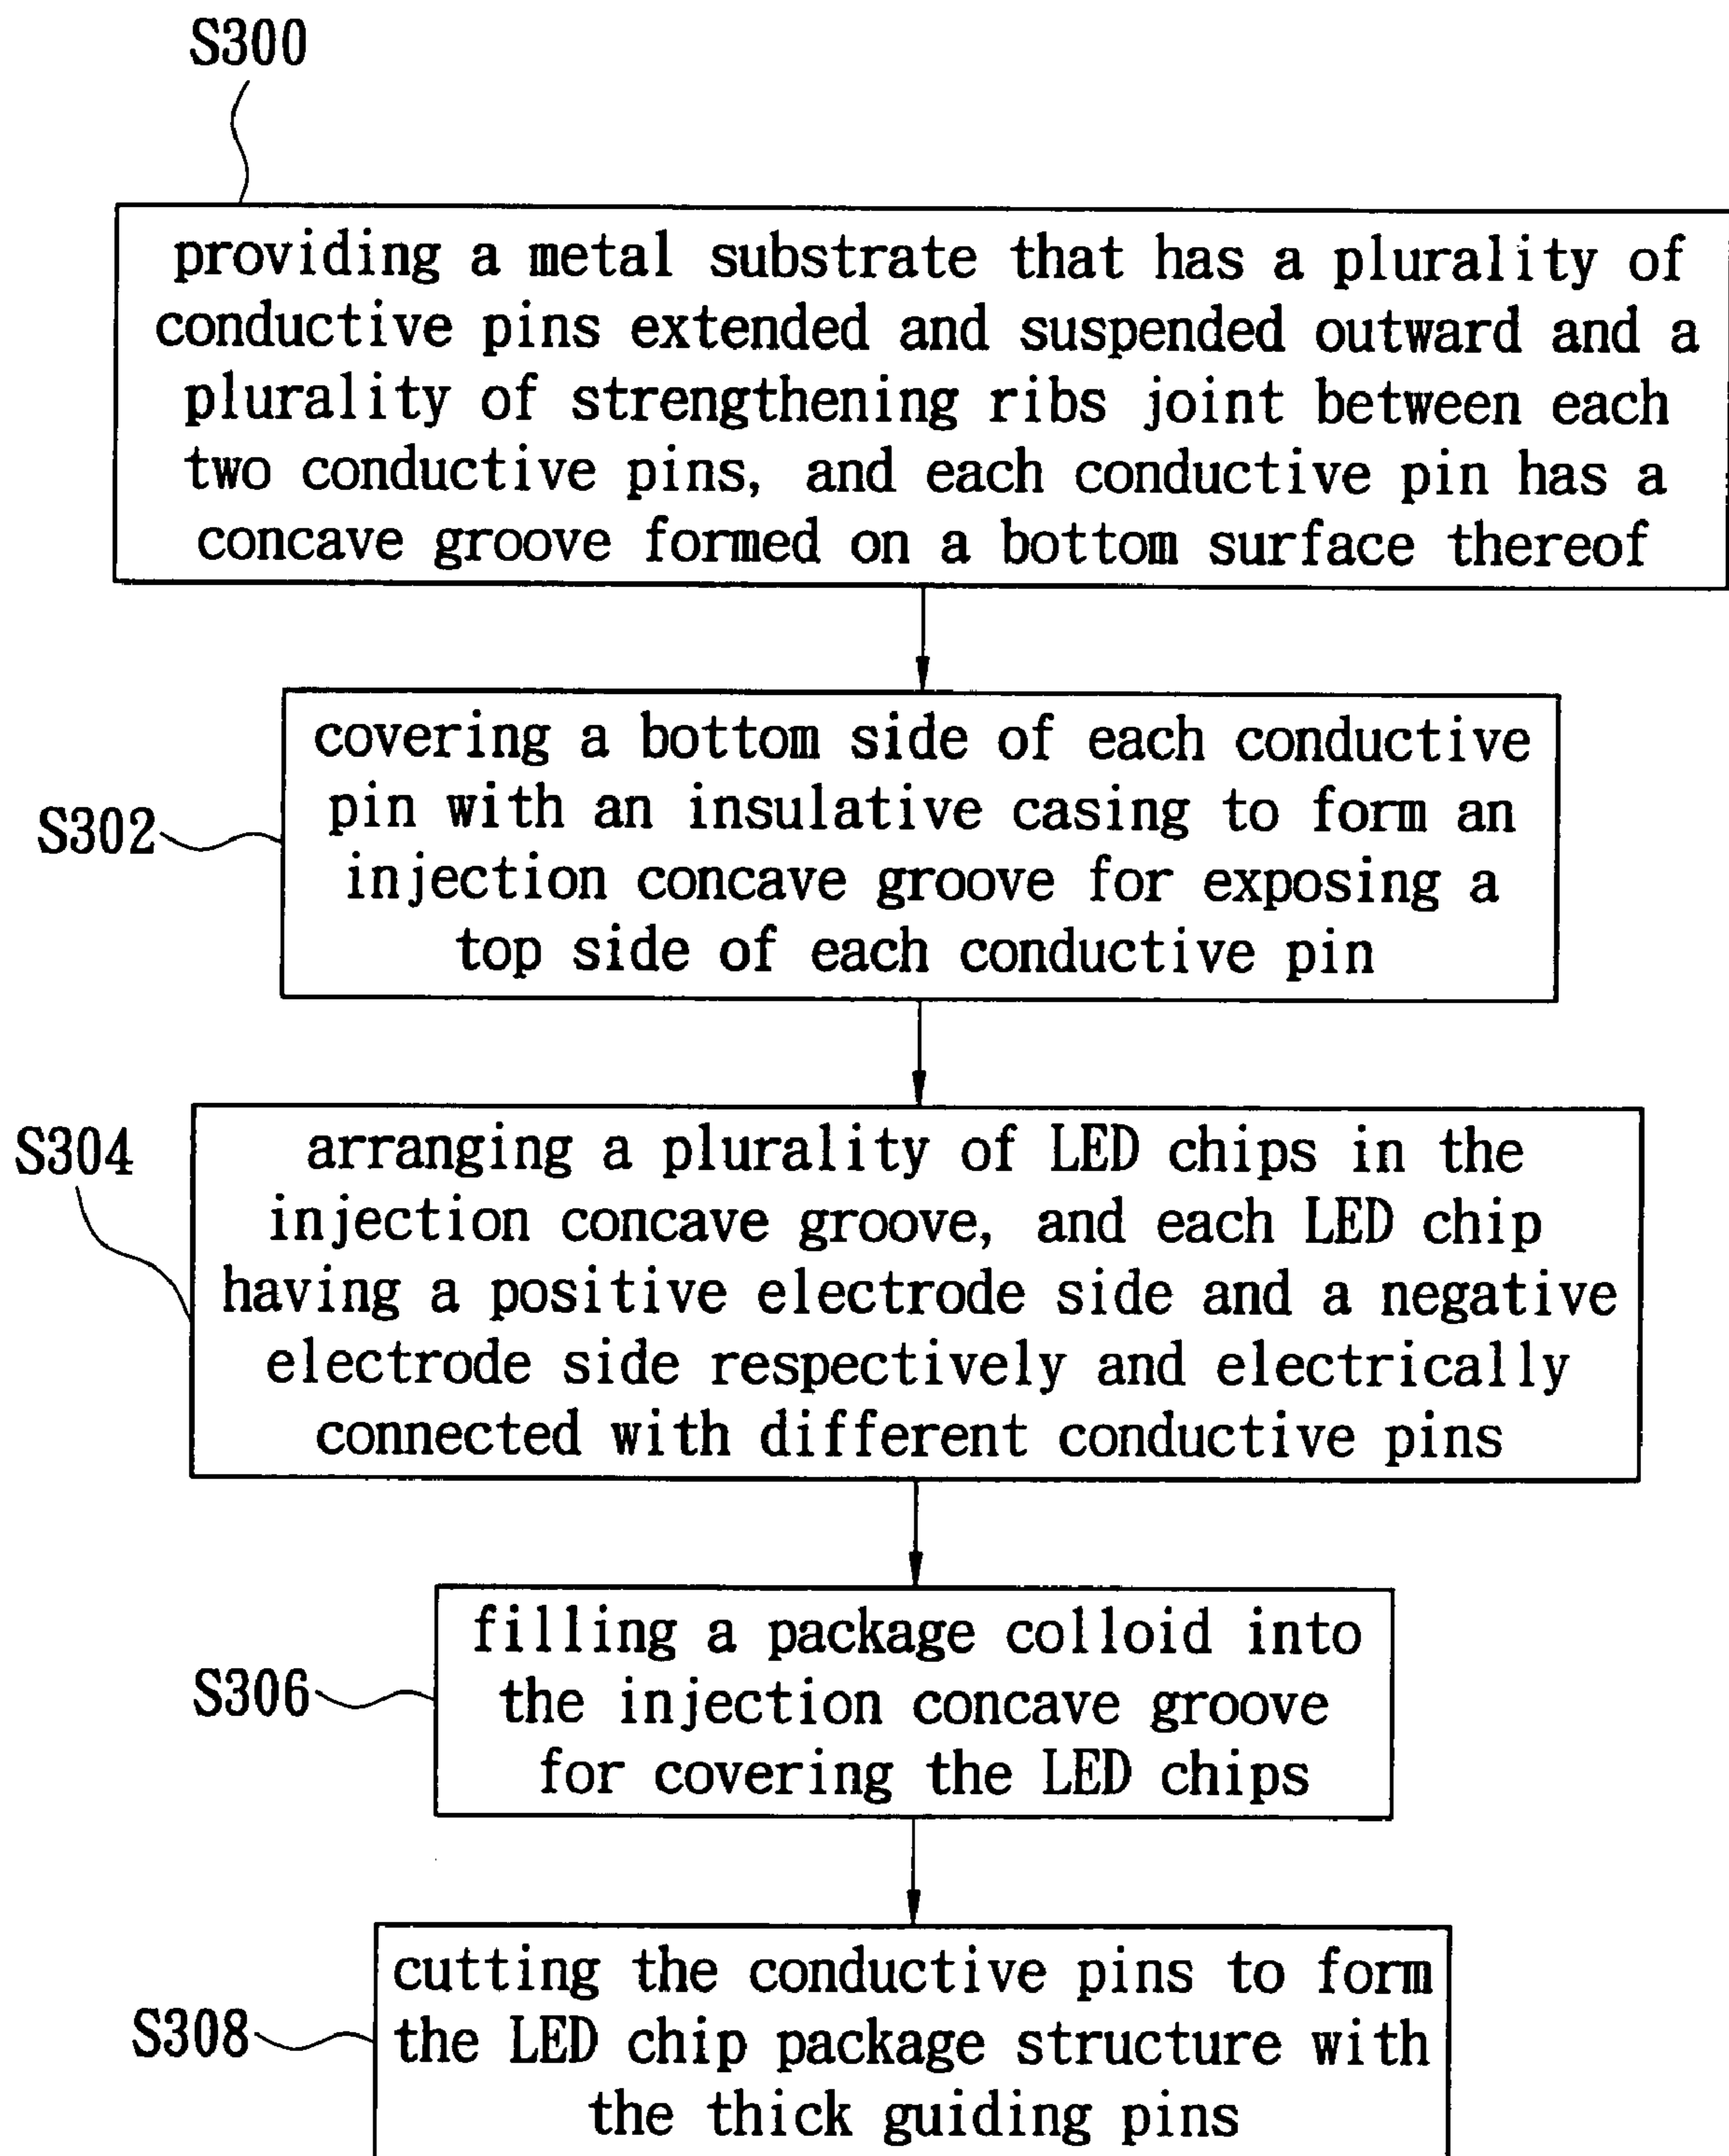 S300
providing a metal substrate that has a plurality of
conductive pins extended and suspended outward and a
plurality of strengthening ribs joint between each
two conductive pins, and each conductive pin has a
concave groove formed on a bottom surface thereof
S302
covering a bottom side of each conductive
pin with an insulative casing to form an
injection concave groove for exposing a
top side of each conductive pin
S304
arranging a plurality of LED chips in the
injection concave groove, and each LED chip
having a positive electrode side and a negative
electrode side respectively and electrically
connected with different conductive pins
S306
filling a package colloid into
the injection concave groove
for covering the LED chips
S308
cutting the conductive pins to form
the LED chip package structure with
the thick guiding pins